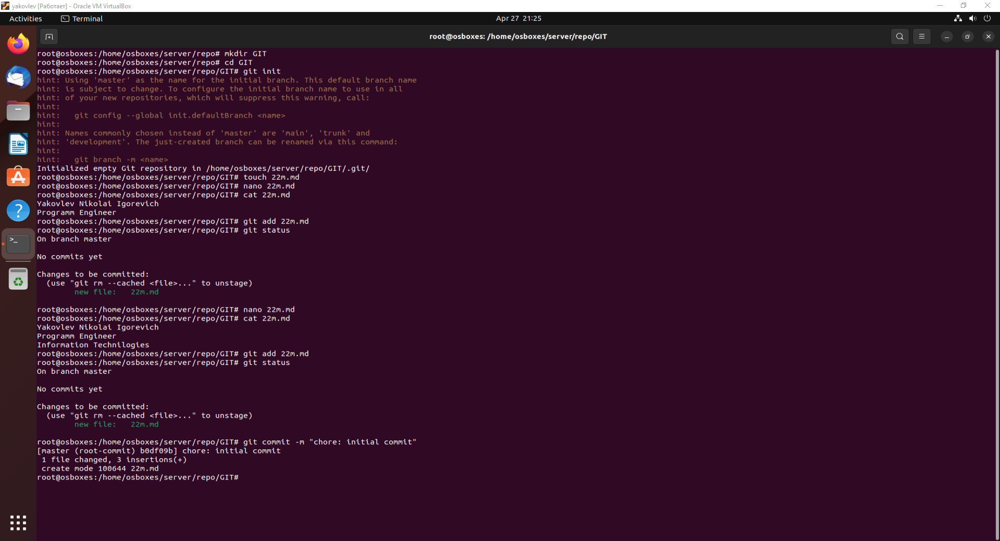 yakovlev [Работает] - Oracle VM VirtualBox
Activities
Terminal
Apr 27 21:25
root@osboxes: /home/osboxes/server/repo/GIT
root@osboxes:/home/osboxes/server/repo# mkdir GIT
root@osboxes:/home/osboxes/server/repo# cd GIT
root@osboxes:/home/osboxes/server/repo/GIT# git init
hint: Using 'master' as the name for the initial branch. This default branch name
hint: is subject to change. To configure the initial branch name to use in all
hint: of your new repositories, which will suppress this warning, call:
hint:
hint:   git config --global init.defaultBranch <name>
hint:
hint: Names commonly chosen instead of 'master' are 'main', 'trunk' and
hint: 'development'. The just-created branch can be renamed via this command:
hint:
hint:   git branch -m <name>
Initialized empty Git repository in /home/osboxes/server/repo/GIT/.git/
root@osboxes:/home/osboxes/server/repo/GIT# touch 22m.md
root@osboxes:/home/osboxes/server/repo/GIT# nano 22m.md
root@osboxes:/home/osboxes/server/repo/GIT# cat 22m.md
Yakovlev Nikolai Igorevich
Programm Engineer
root@osboxes:/home/osboxes/server/repo/GIT# git add 22m.md
root@osboxes:/home/osboxes/server/repo/GIT# git status
On branch master
No commits yet
Changes to be committed:
  (use "git rm --cached <file>..." to unstage)
        new file:   22m.md
root@osboxes:/home/osboxes/server/repo/GIT# nano 22m.md
root@osboxes:/home/osboxes/server/repo/GIT# cat 22m.md
Yakovlev Nikolai Igorevich
Programm Engineer
Information Technilogies
root@osboxes:/home/osboxes/server/repo/GIT# git add 22m.md
root@osboxes:/home/osboxes/server/repo/GIT# git status
On branch master
No commits yet
Changes to be committed:
  (use "git rm --cached <file>..." to unstage)
        new file:   22m.md
root@osboxes:/home/osboxes/server/repo/GIT# git commit -m "chore: initial commit"
[master (root-commit) b0df09b] chore: initial commit
 1 file changed, 3 insertions(+)
 create mode 100644 22m.md
root@osboxes:/home/osboxes/server/repo/GIT#